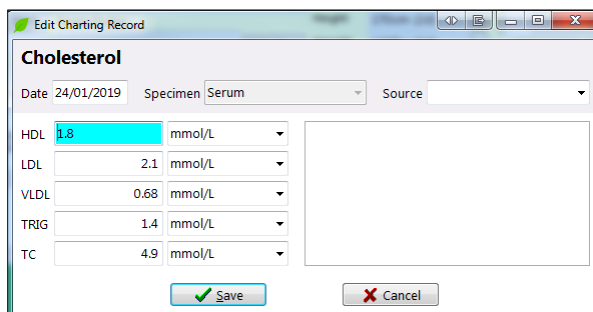 Edit Charting Record
Cholesterol
Date 24/01/2019 Specimen Serum Source
HDL 1.8 mmol/L
LDL 2.1 mmol/L
VLDL 0.68 mmol/L
TRIG 1.4 mmol/L
TC 4.9 mmol/L
Save Cancel